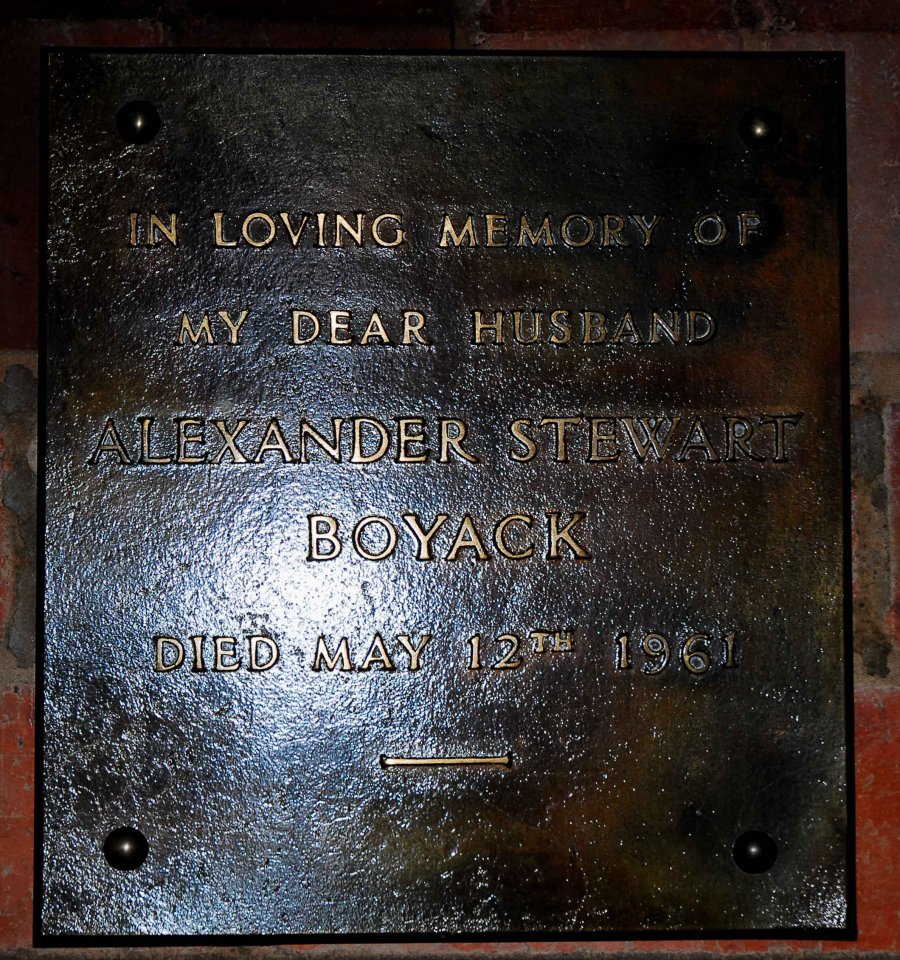 IN LOVING MEMORY OF
MY DEAR HUSBAND
ALEXANDER STEWART
BOYACK
DIED MAY 12TH 1961